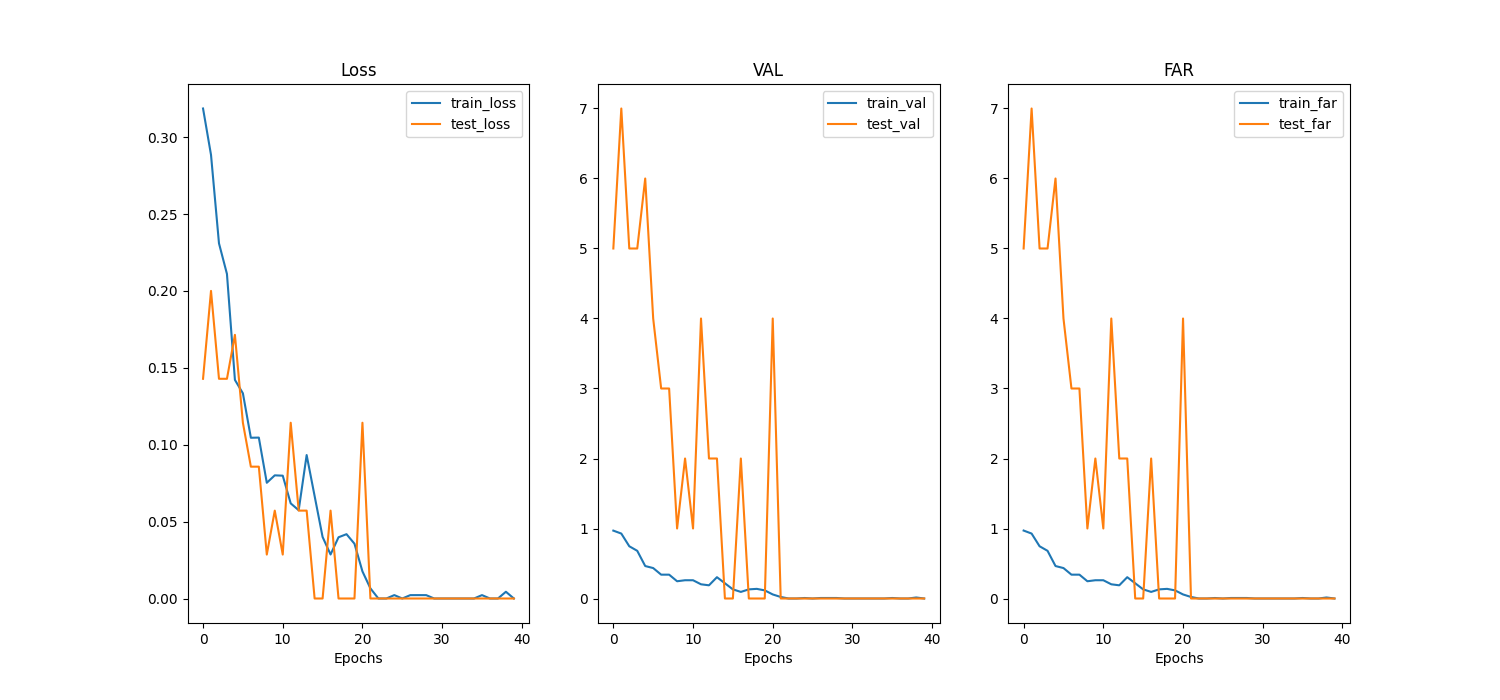 Loss
train_loss
test_loss
0.30
0.25
0.20
0.15
0.10
0.05
0.00
0 10 20 30 40
Epochs
VAL
train_val
test_val
7
6
5
4
3
2
1
0
0 10 20 30 40
Epochs
FAR
train_far
test_far
7
6
5
4
3
2
1
0
0 10 20 30 40
Epochs